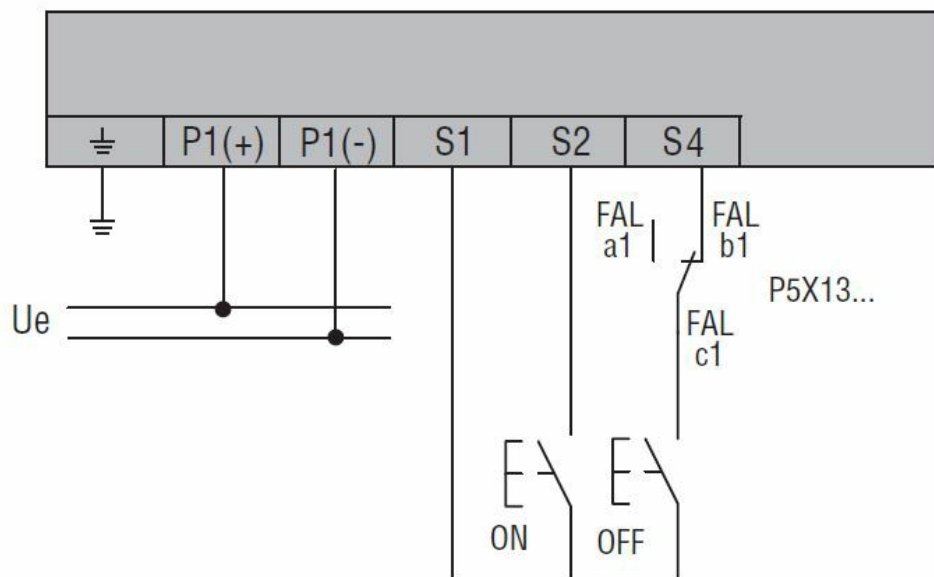 P1(+) P1(-) S1 S2 S4
FAL a1
FAL b1
P5X13...
Ue
FAL c1
ON
OFF